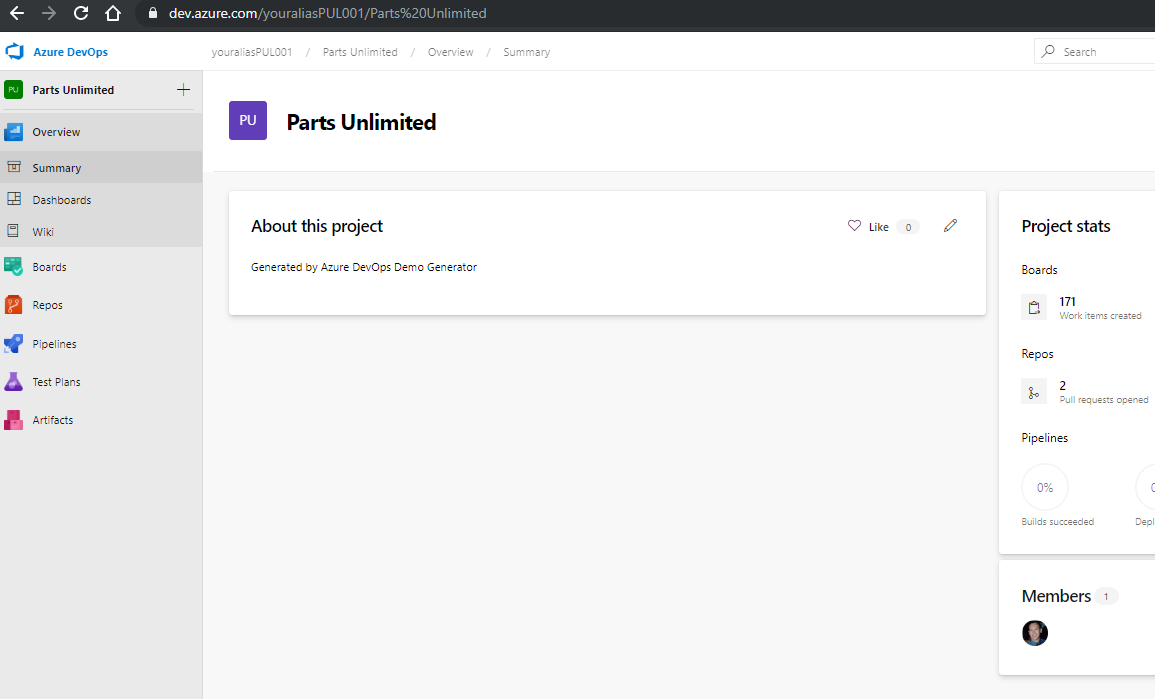 dev.azure.com/youraliasPUL001/Parts%20Unlimited
Azure DevOps
youraliasPUL001 / Parts Unlimited / Overview / Summary
Search
PU Parts Unlimited +
Overview
Summary
Dashboards
Wiki
Boards
Repos
Pipelines
Test Plans
Artifacts
PU Parts Unlimited
About this project
Like 0
Generated by Azure DevOps Demo Generator
Project stats
Boards
171
Work items created
Repos
2
Pull requests opened
Pipelines
0%
Builds succeeded
Members 1